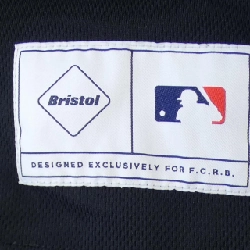 Bristol
DESIGNED EXCLUSIVELY FOR F.C.R.B.